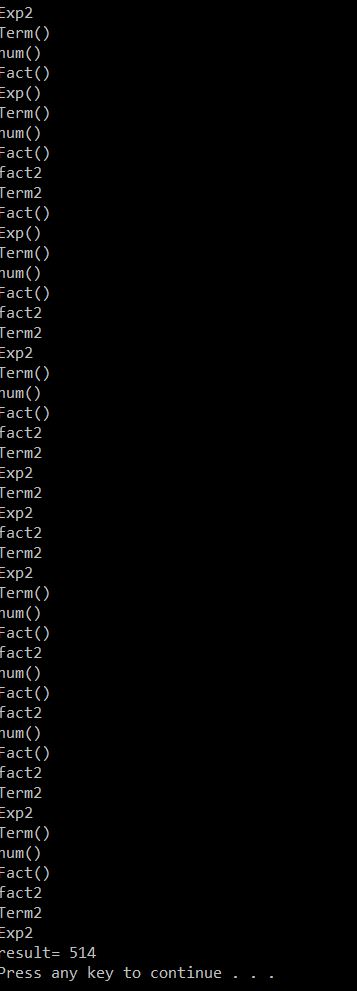 Exp2
Term()
num()
Fact()
Exp()
Term()
num()
Fact()
fact2
Term2
Fact()
Exp()
Term()
num()
Fact()
fact2
Term2
Exp2
Term()
num()
Fact()
fact2
Term2
Exp2
Term2
Exp2
fact2
Term2
Exp2
Term()
num()
Fact()
fact2
num()
Fact()
fact2
num()
Fact()
fact2
Term2
Exp2
Term()
num()
Fact()
fact2
Term2
Exp2
result= 514
Press any key to continue . . .